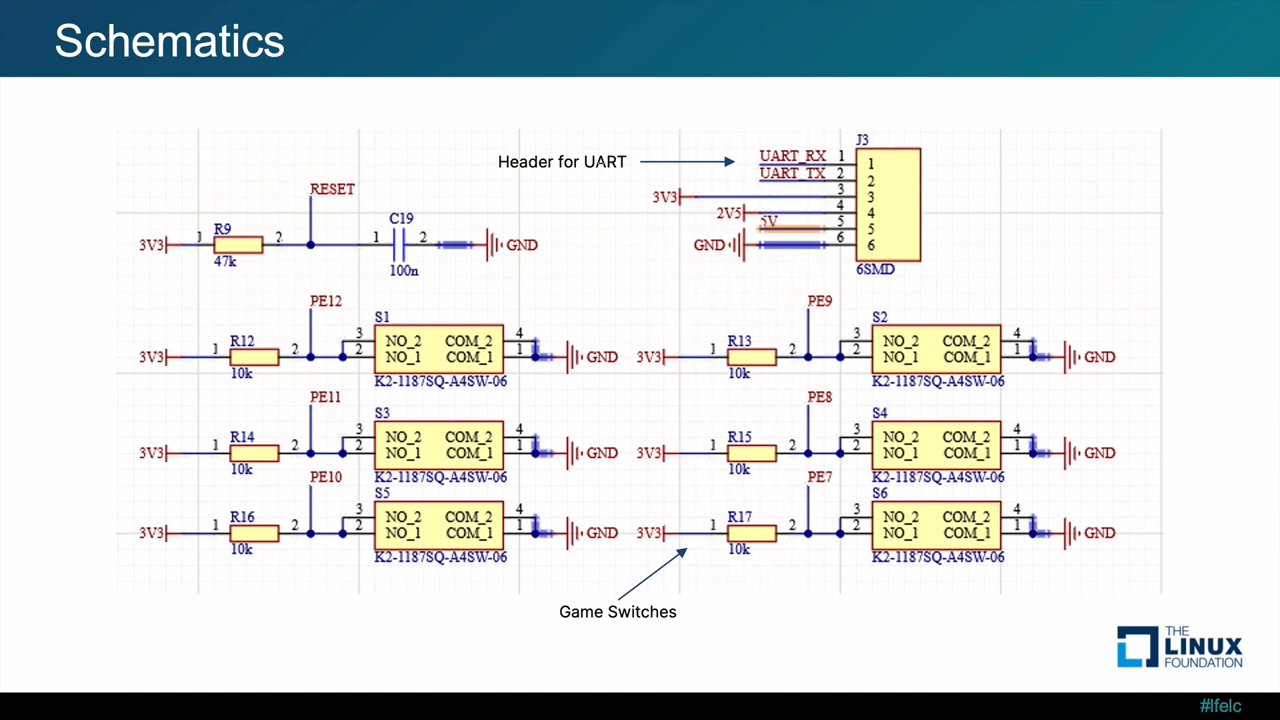 Schematics
Header for UART
J3
UART_RX 1 1
UART_TX 2 2
3V3 3 3
2V5 4 4
5V 5 5
GND 6 6
6SMD
RESET
3V3 1 R9 2 1 C19 2 GND
47k
100n
PE12
3V3 1 R12 2
10k
S1
3 NO_2 COM_2 4
2 NO_1 COM_1 1 GND
K2-1187SQ-A4SW-06
PE9
3V3 1 R13 2
10k
S2
3 NO_2 COM_2 4
2 NO_1 COM_1 1 GND
K2-1187SQ-A4SW-06
PE11
3V3 1 R14 2
10k
S3
3 NO_2 COM_2 4
2 NO_1 COM_1 1 GND
K2-1187SQ-A4SW-06
PE8
3V3 1 R15 2
10k
S4
3 NO_2 COM_2 4
2 NO_1 COM_1 1 GND
K2-1187SQ-A4SW-06
PE10
3V3 1 R16 2
10k
S5
3 NO_2 COM_2 4
2 NO_1 COM_1 1 GND
K2-1187SQ-A4SW-06
PE7
3V3 1 R17 2
10k
S6
3 NO_2 COM_2 4
2 NO_1 COM_1 1 GND
K2-1187SQ-A4SW-06
Game Switches
THE
LINUX
FOUNDATION
#lfelc